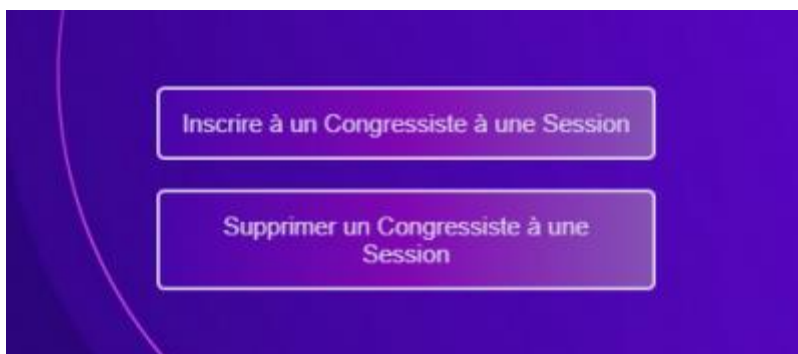 Inscrire à un Congressiste à une Session
Supprimer un Congressiste à une
Session